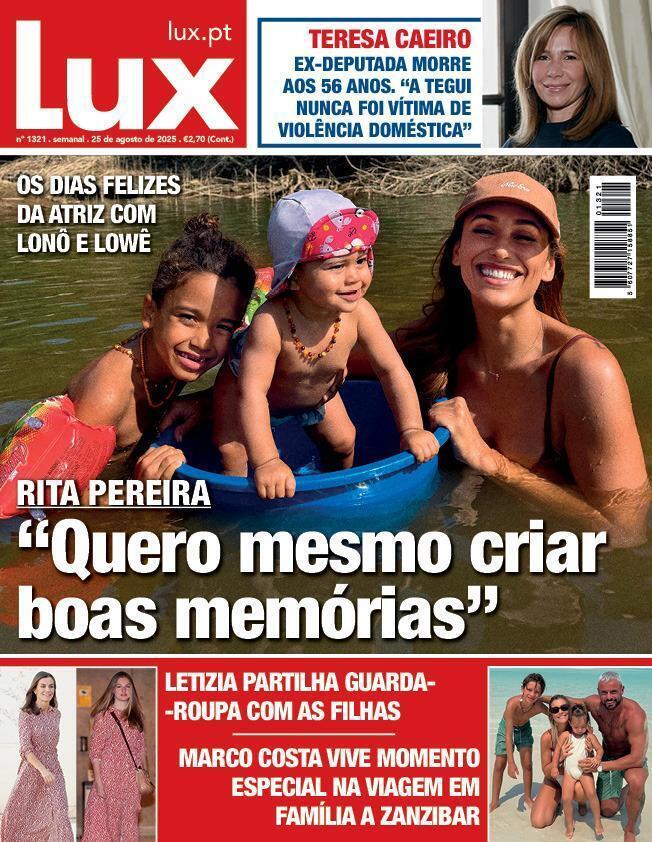 lux.pt
Lux
nº 1321 . semanal . 25 de agosto de 2025 . €2,70 (Cont.)
TERESA CAEIRO
EX-DEPUTADA MORRE
AOS 56 ANOS. “A TEGUI
NUNCA FOI VÍTIMA DE
VIOLÊNCIA DOMÉSTICA”
OS DIAS FELIZES
DA ATRIZ COM
LONÔ E LOWÊ
01321
RITA PEREIRA
“Quero mesmo criar
boas memórias”
LETIZIA PARTILHA GUARDA-
-ROUPA COM AS FILHAS
MARCO COSTA VIVE MOMENTO
ESPECIAL NA VIAGEM EM
FAMÍLIA A ZANZIBAR